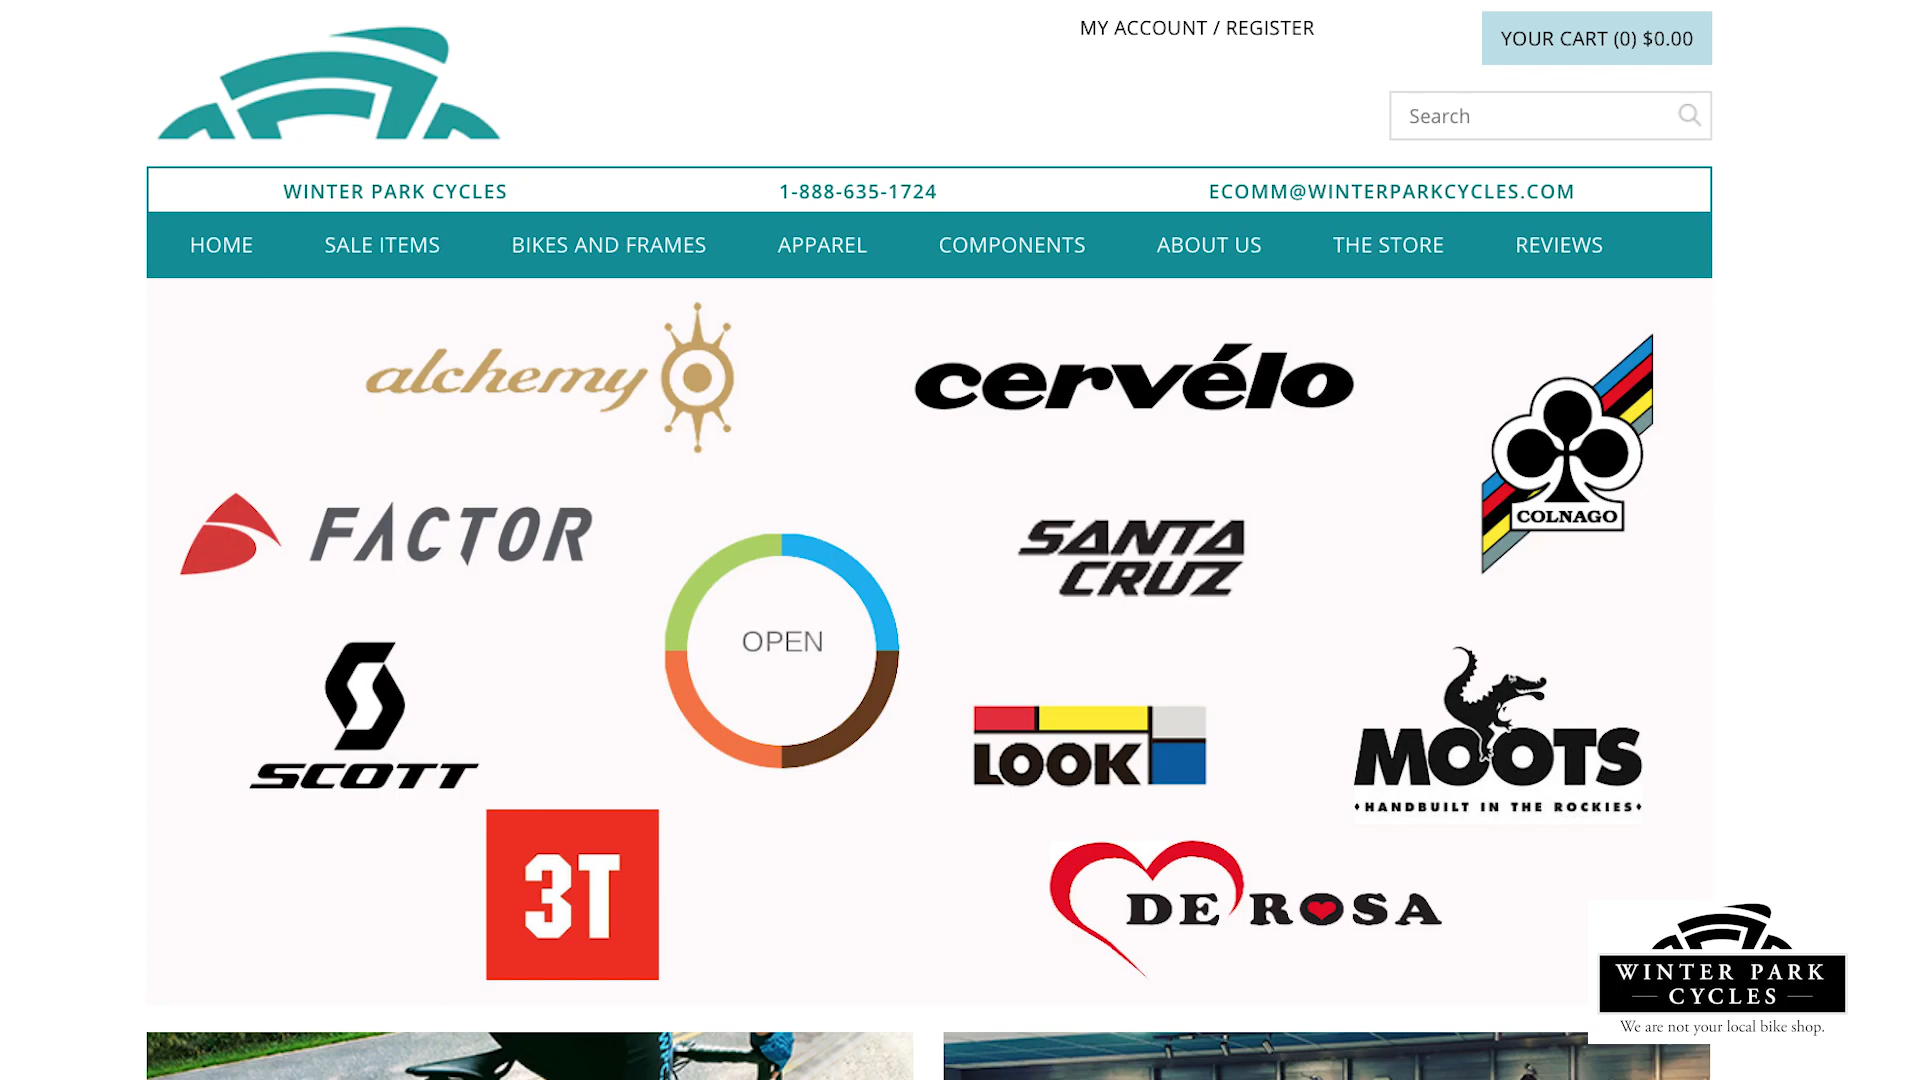 MY ACCOUNT / REGISTER
YOUR CART (0) $0.00
Search
WINTER PARK CYCLES
1-888-635-1724
ECOMM@WINTERPARKCYCLES.COM
HOME
SALE ITEMS
BIKES AND FRAMES
APPAREL
COMPONENTS
ABOUT US
THE STORE
REVIEWS
alchemy
cervélo
COLNAGO
FACTOR
SANTA
CRUZ
OPEN
SCOTT
LOOK
MOOTS
HANDBUILT IN THE ROCKIES
3T
DE ROSA
WINTER PARK
CYCLES
We are not your local bike shop.